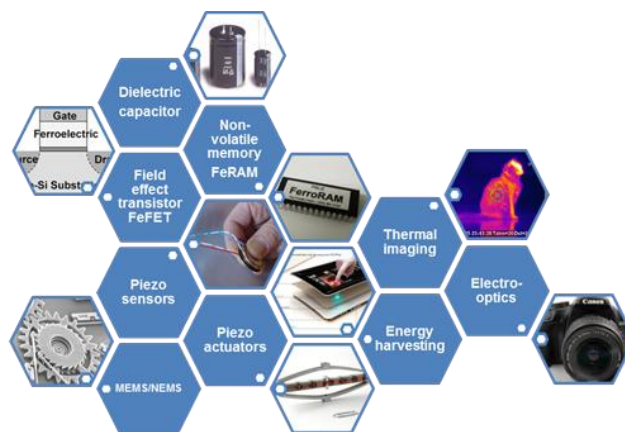 Dielectric
capacitor
Gate
Ferroelectric
Non-
volatile
memory
FeRAM
Field
effect
transistor
FeFET
FerroRAM
Thermal
imaging
Electro-
optics
Piezo
sensors
Piezo
actuators
Energy
harvesting
Canon
MEMS/NEMS